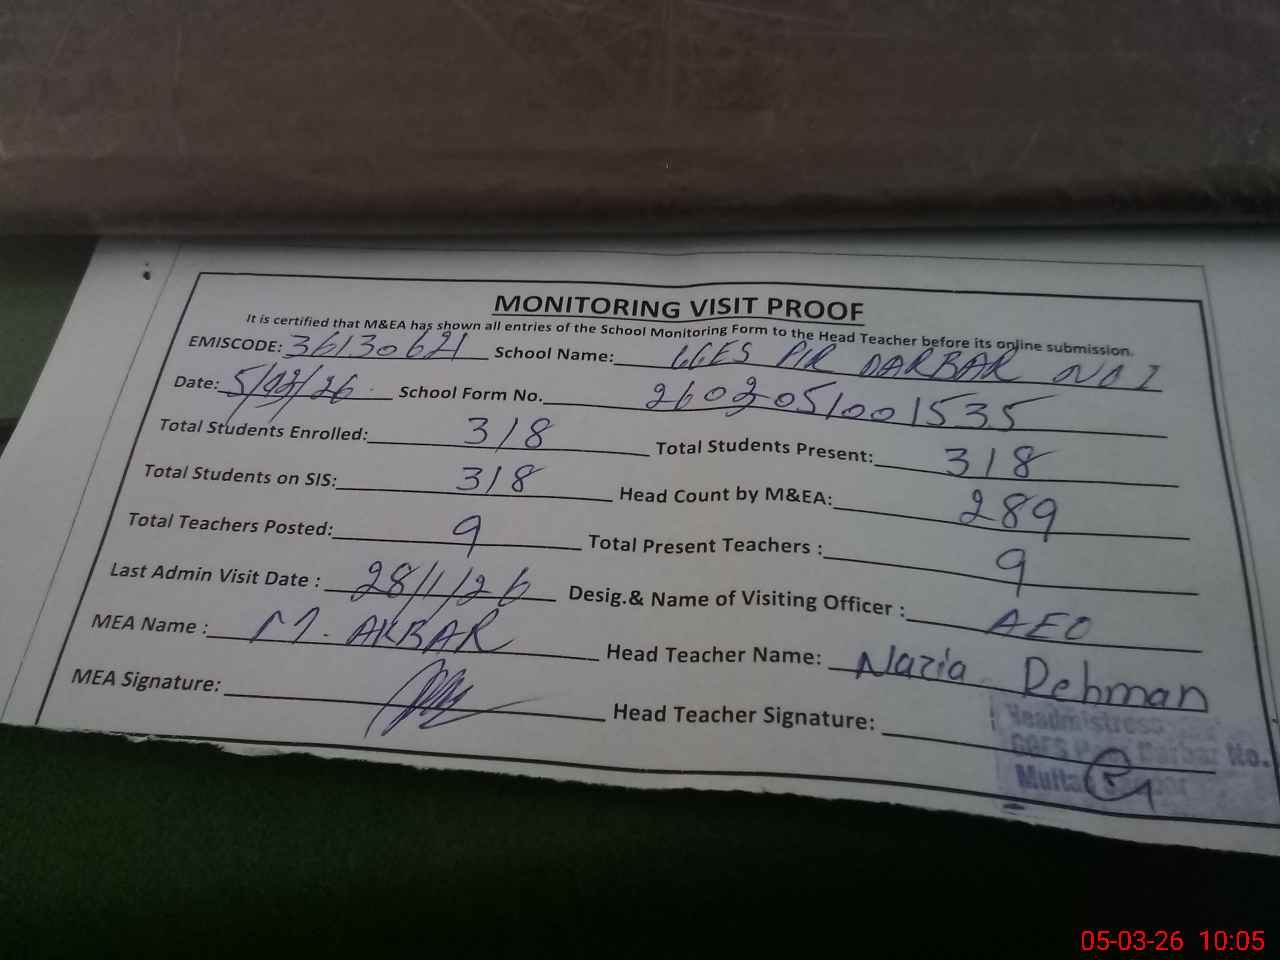 MONITORING VISIT PROOF
It is certified that M&EA has shown all entries of the School Monitoring Form to the Head Teacher before its online submission.
EMISCODE: 36130621 School Name: GGES PIR DARBAR NO 1
Date: 5/03/26 School Form No. 2603051001535
Total Students Enrolled: 318 Total Students Present: 318
Total Students on SIS: 318 Head Count by M&EA: 289
Total Teachers Posted: 9 Total Present Teachers : 9
Last Admin Visit Date : 28/1/26 Desig.& Name of Visiting Officer : AEO
MEA Name : M. AKBAR Head Teacher Name: Nazia Rehman
MEA Signature: Head Teacher Signature:
Headmistress
GGES Darbar No.
Multan
05-03-26 10:05